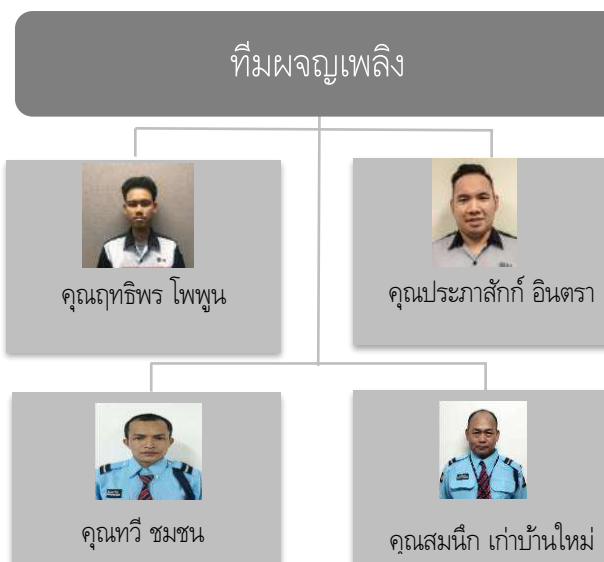 ทีมผจญเพลิง
คุณฤทธิพร โพพูน
คุณประภาสักก์ อินตรา
คุณทวี ชมชน
คุณสมนึก เก่าบ้านใหม่